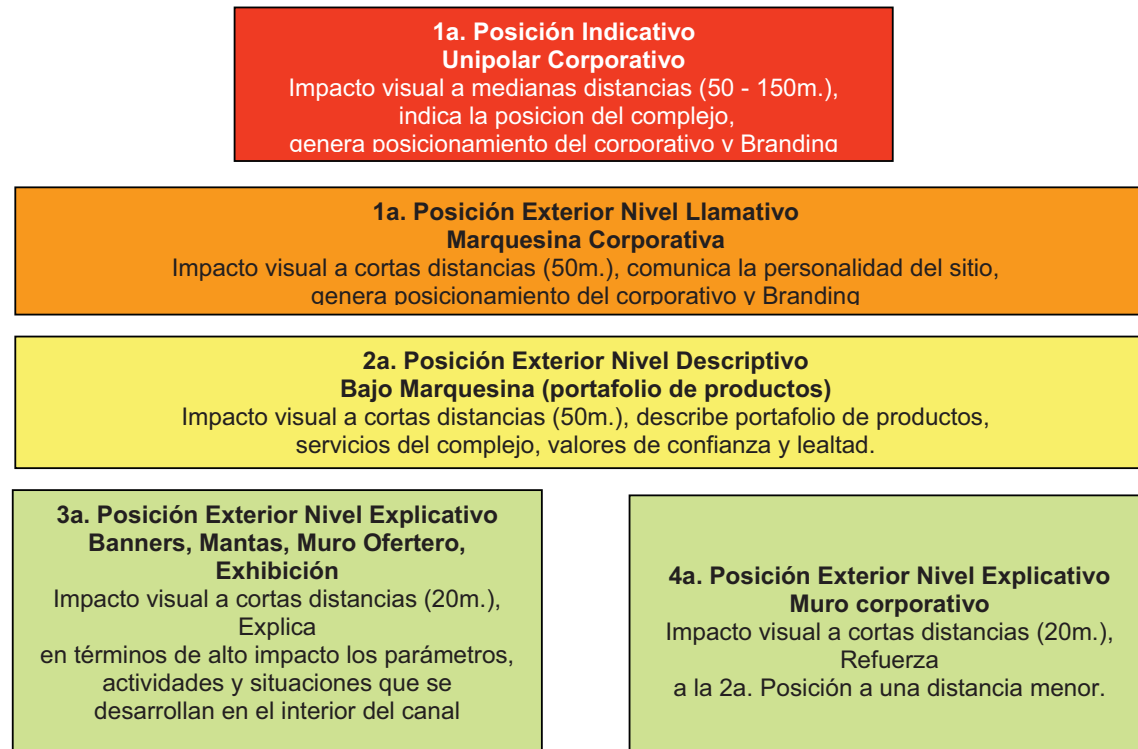 1a. Posición Indicativo
Unipolar Corporativo
Impacto visual a medianas distancias (50 - 150m.),
indica la posicion del complejo,
genera posicionamiento del corporativo y Branding
1a. Posición Exterior Nivel Llamativo
Marquesina Corporativa
Impacto visual a cortas distancias (50m.), comunica la personalidad del sitio,
genera posicionamiento del corporativo y Branding
2a. Posición Exterior Nivel Descriptivo
Bajo Marquesina (portafolio de productos)
Impacto visual a cortas distancias (50m.), describe portafolio de productos,
servicios del complejo, valores de confianza y lealtad.
3a. Posición Exterior Nivel Explicativo
Banners, Mantas, Muro Ofertero,
Exhibición
Impacto visual a cortas distancias (20m.),
Explica
en términos de alto impacto los parámetros,
actividades y situaciones que se
desarrollan en el interior del canal
4a. Posición Exterior Nivel Explicativo
Muro corporativo
Impacto visual a cortas distancias (20m.),
Refuerza
a la 2a. Posición a una distancia menor.